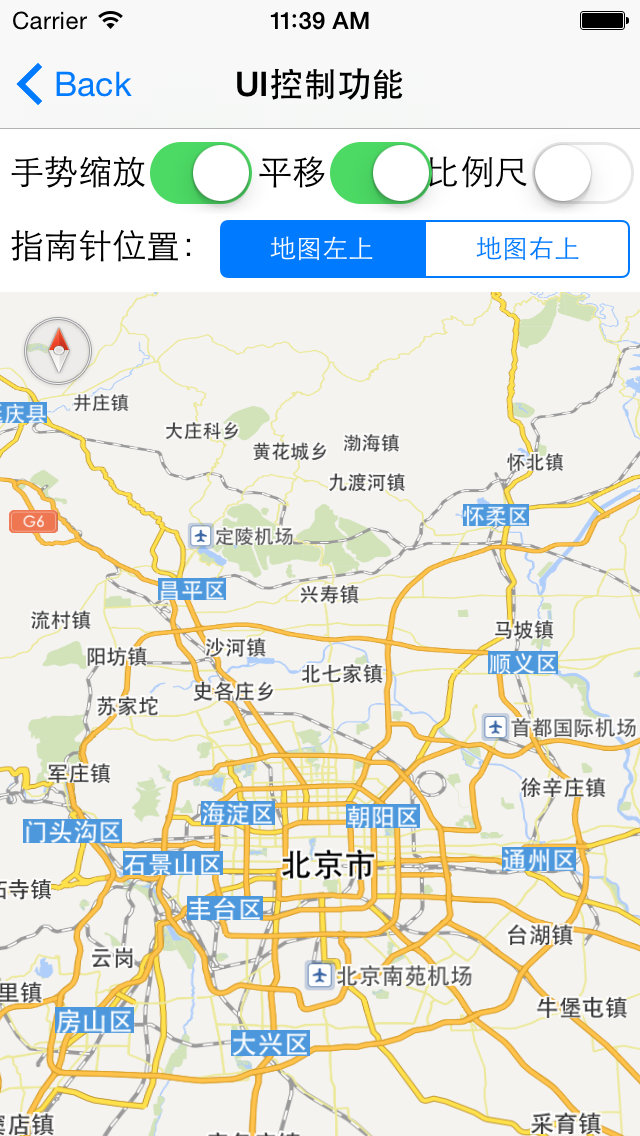 Carrier 11:39 AM
Back UI控制功能
手势缩放 平移 比例尺
指南针位置： 地图左上 地图右上
井庄镇
庆县
大庄科乡
渤海镇
黄花城乡
怀北镇
九渡河镇
怀柔区
G6
定陵机场
昌平区
兴寿镇
流村镇
马坡镇
沙河镇
阳坊镇
顺义区
北七家镇
史各庄乡
苏家坨
首都国际机场
军庄镇
徐辛庄镇
海淀区
朝阳区
门头沟区
石景山区
北京市
通州区
寺镇
丰台区
台湖镇
云岗
北京南苑机场
里镇
牛堡屯镇
房山区
大兴区
店镇
采育镇